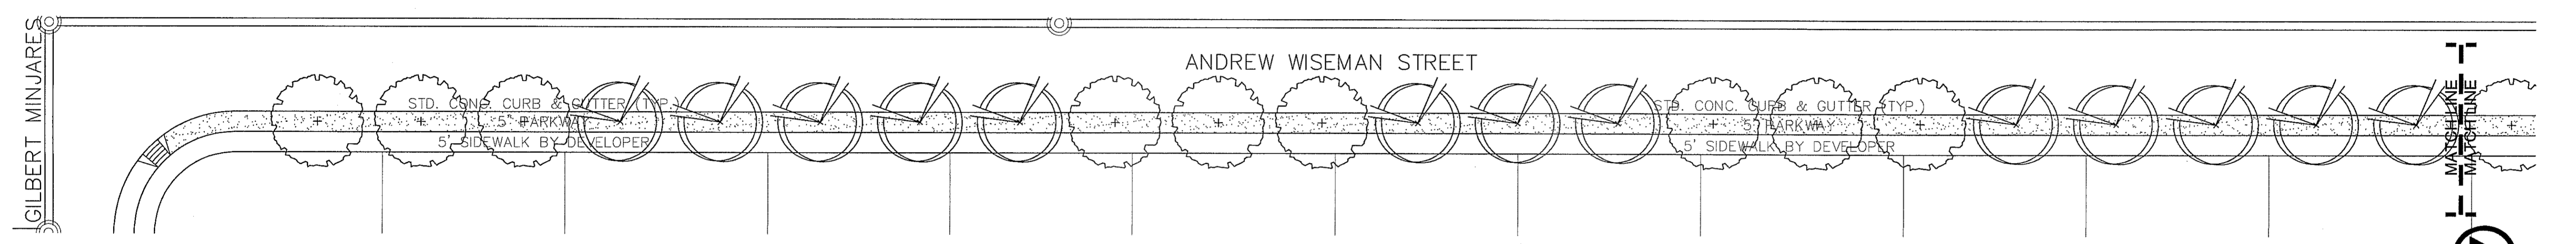 GILBERT MINJARES
ANDREW WISEMAN STREET
STD. CONC. CURB & GUTTER (TYP.)
5' PARKWAY
5' SIDEWALK BY DEVELOPER
STD. CONC. CURB & GUTTER (TYP.)
5' PARKWAY
5' SIDEWALK BY DEVELOPER
MATCHLINE
MATCHLINE